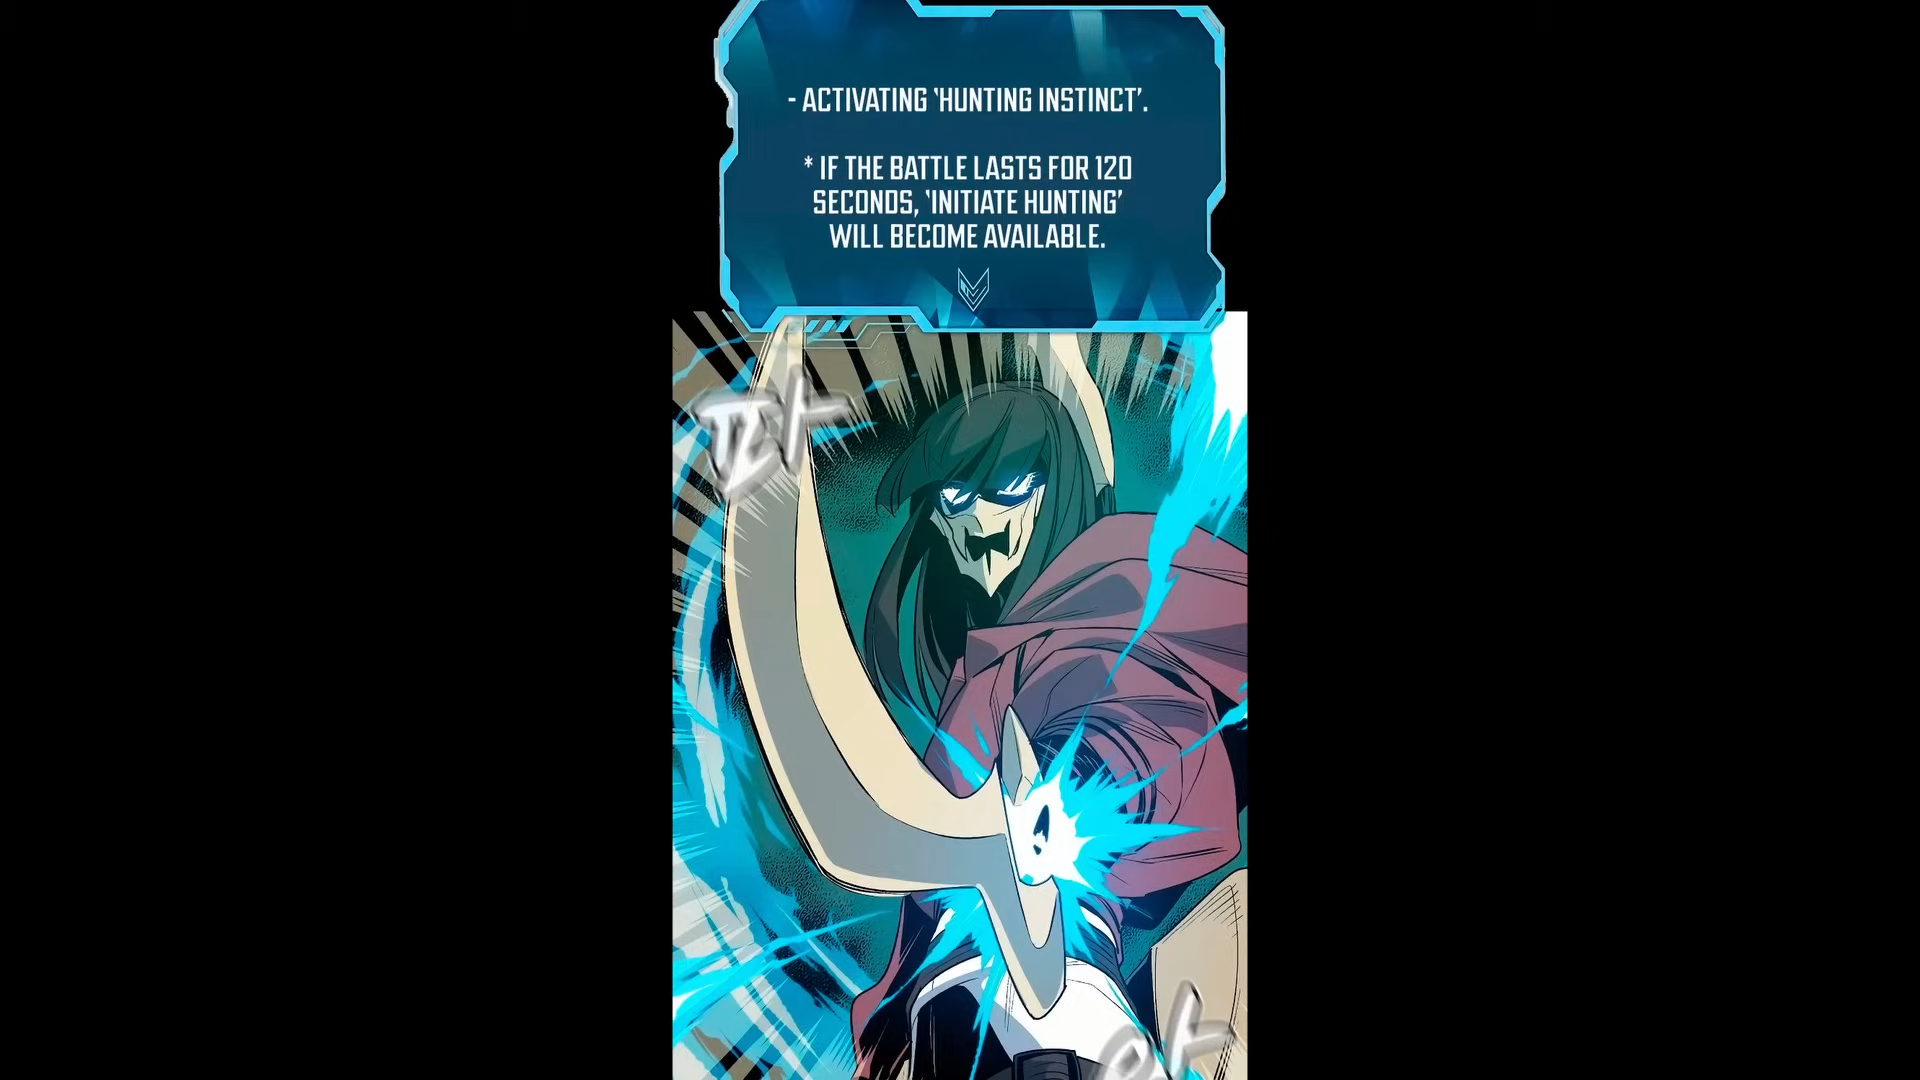 - ACTIVATING ‘HUNTING INSTINCT’.
* IF THE BATTLE LASTS FOR 120
SECONDS, ‘INITIATE HUNTING’
WILL BECOME AVAILABLE.